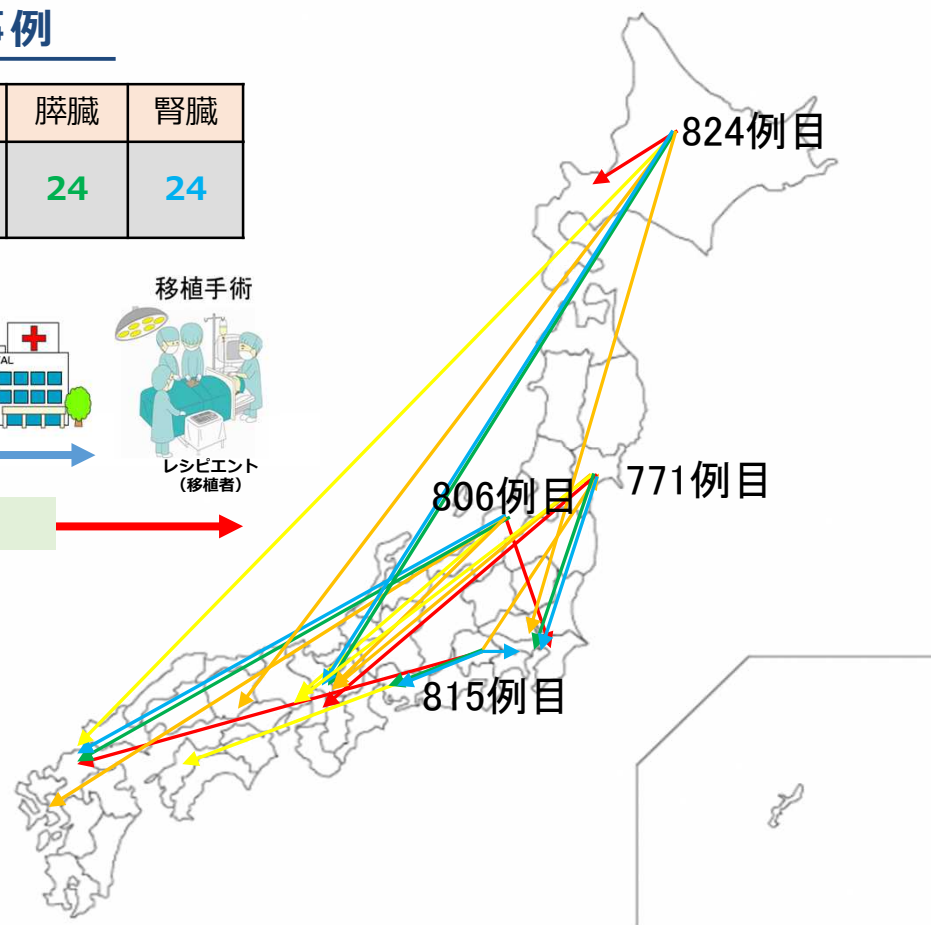 事例
膵臓 腎臓
24 24
824例目
移植手術
レシピエント
（移植者）
771例目
806例目
815例目